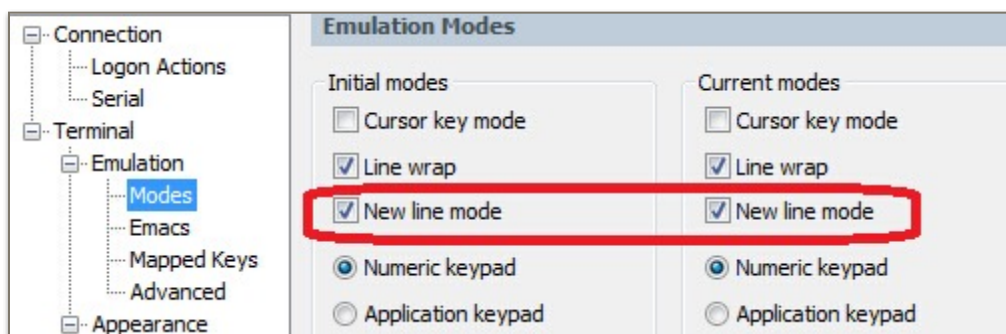 Connection
Logon Actions
Serial
Terminal
Emulation
Modes
Emacs
Mapped Keys
Advanced
Appearance
Emulation Modes
Initial modes
Cursor key mode
Line wrap
New line mode
Numeric keypad
Application keypad
Current modes
Cursor key mode
Line wrap
New line mode
Numeric keypad
Application keypad